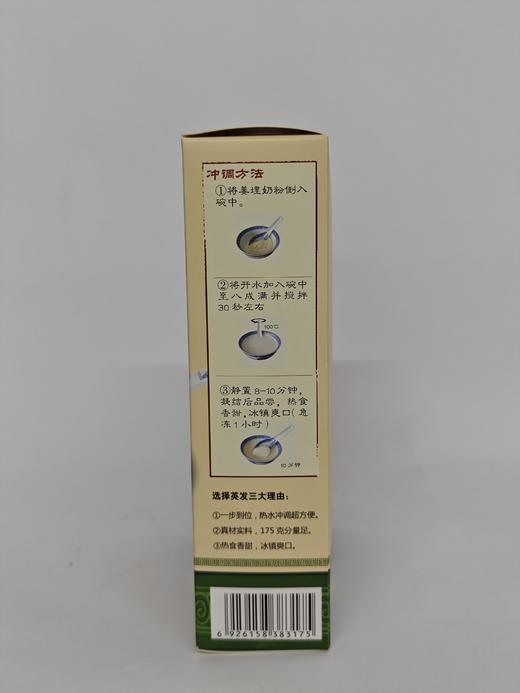 冲调方法
①将姜埋奶粉倒入
碗中。
②将开水加入碗中
至八成满并搅拌
30秒左右
100℃
③静置8-10分钟，
凝结后品尝，热食
香甜，冰镇爽口（急
冻1小时）
10分钟
选择英发三大理由：
①一步到位，热水冲调超方便。
②真材实料，175克分量足。
③热食香甜，冰镇爽口。
6 926158 383175